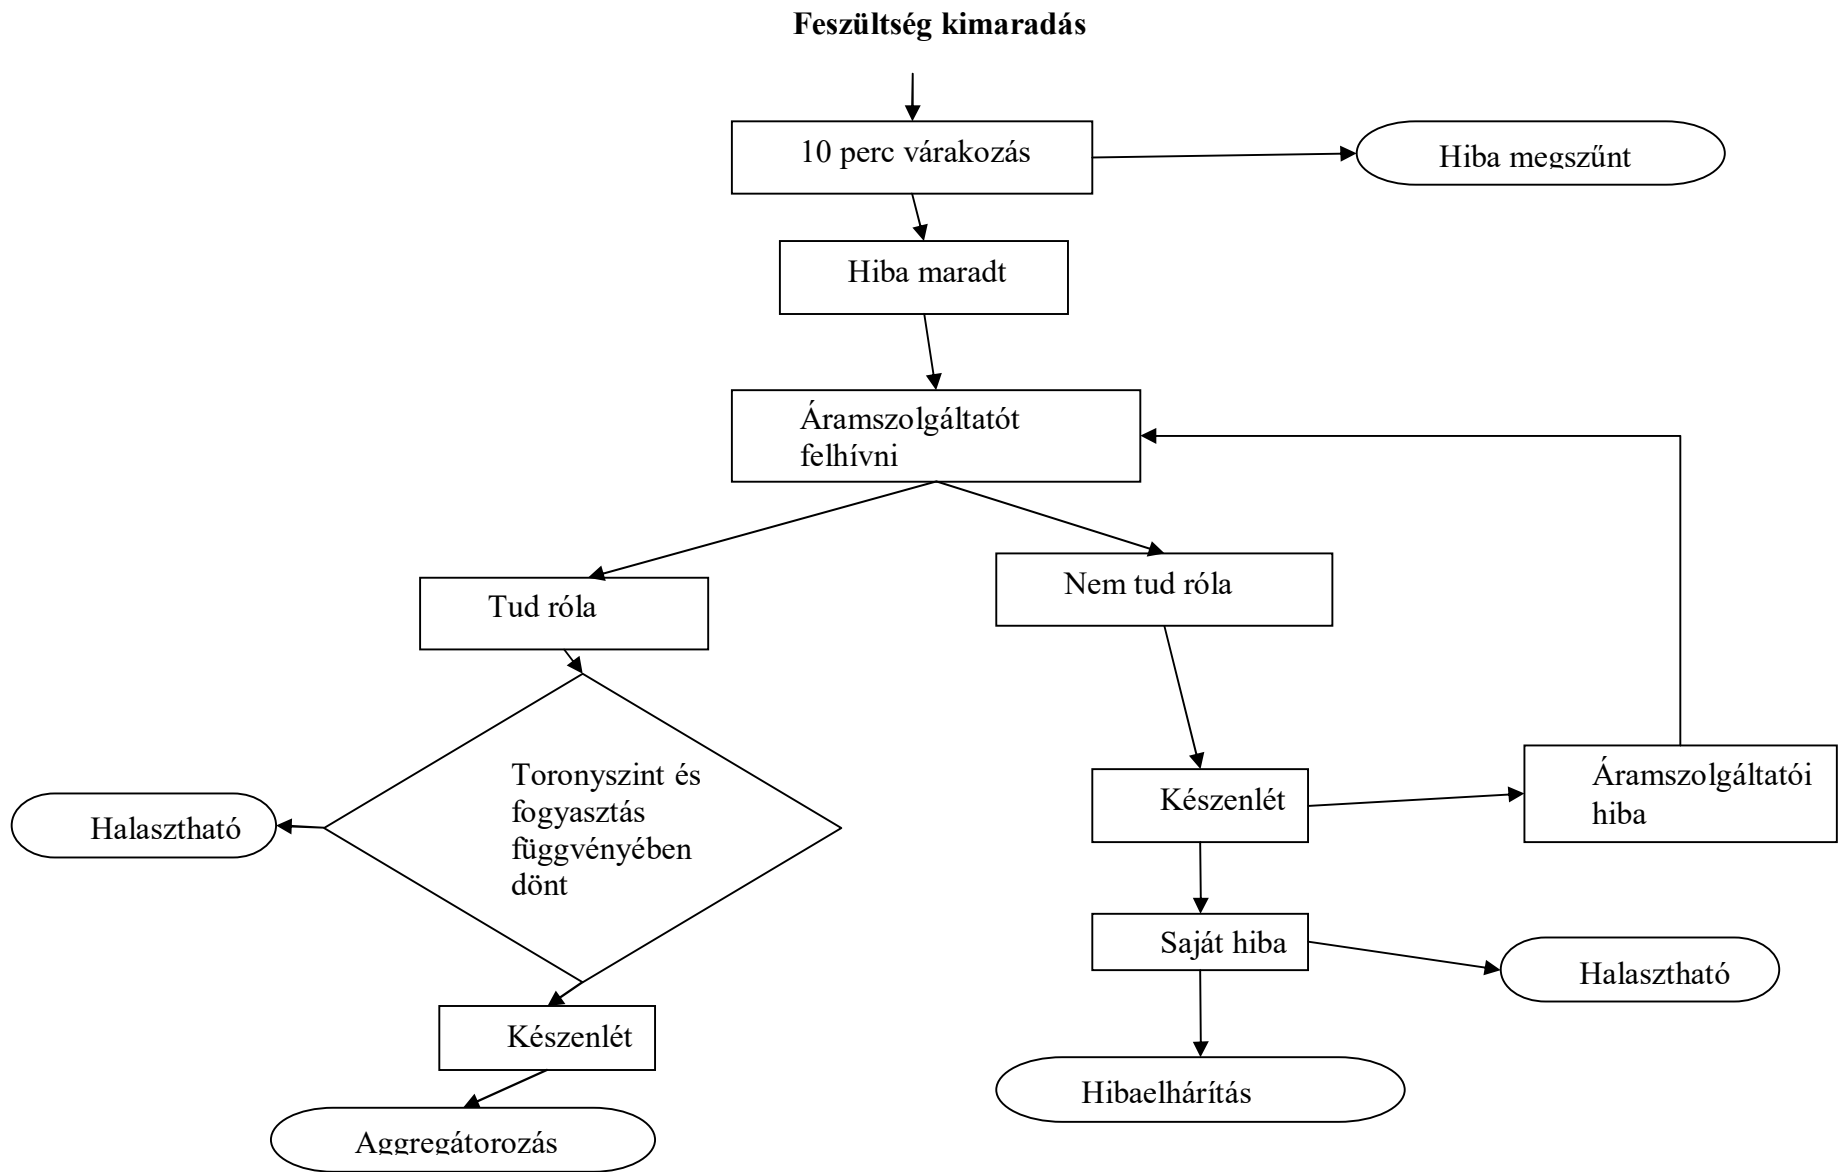 Feszültség kimaradás
10 perc várakozás
Hiba megszűnt
Hiba maradt
Áramszolgáltatót
felhívni
Tud róla
Nem tud róla
Toronyszint és
fogyasztás
függvényében
dönt
Halasztható
Készenlét
Áramszolgáltatói
hiba
Saját hiba
Halasztható
Készenlét
Hibaelhárítás
Aggregátorozás